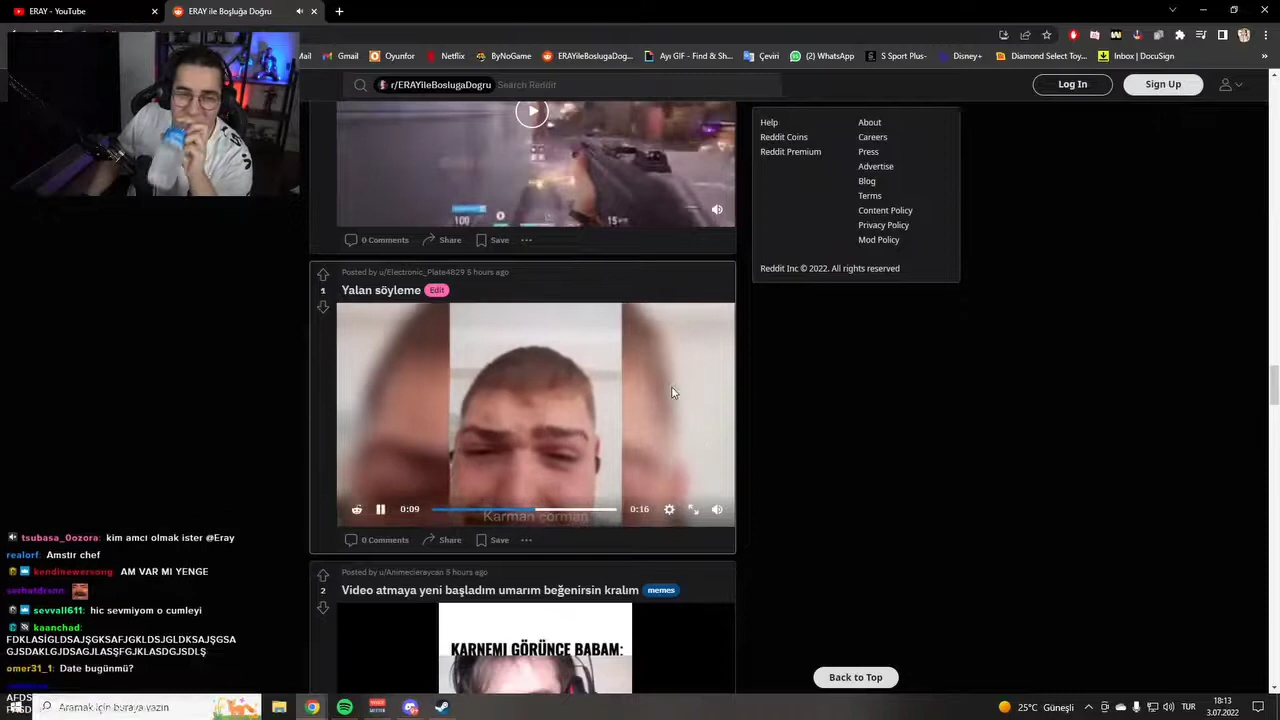 ERAY - YouTube
ERAY ile Boşluğa Doğru
Mail
Gmail
Oyunfor
Netflix
ByNoGame
ERAYileBoslugaDog...
Ayi GIF - Find & Sh...
Çeviri
(2) WhatsApp
S Sport Plus-
Disney+
Diamond Select To...
Inbox | DocuSign
r/ERAYileBoslugaDogru
Search Reddit
Log In
Sign Up
Help
About
Reddit Coins
Careers
Reddit Premium
Press
Advertise
Blog
Terms
Content Policy
Privacy Policy
Mod Policy
Reddit Inc © 2022. All rights reserved
100
15
0 Comments
Share
Save
Posted by u/Electronic_Plate4829 5 hours ago
1
Yalan söyleme
Edit
0:09
0:16
Karman çorman
0 Comments
Share
Save
Posted by u/Animecieraycan 5 hours ago
2
Video atmaya yeni başladım umarım beğenirsin kralım
memes
KARNEMI GÖRÜNCE BABAM:
Back to Top
tsubasa_0ozora: kim amcı olmak ister @Eray
realorf: Amstır chef
kendinewersong: AM VAR MI YENGE
sevvall611: hic sevmiyom o cumleyi
kaanchad:
FDKLASİGLDSAJŞGKSAFJGKLDSJGLDKSAJŞGSA
GJSDAKLGJDSAGJLASŞFGJKLASDGJSDLŞ
omer31_1: Date bugünmü?
Aramak için buraya yazın
25°C Güneşli
TUR
18:13
3.07.2022